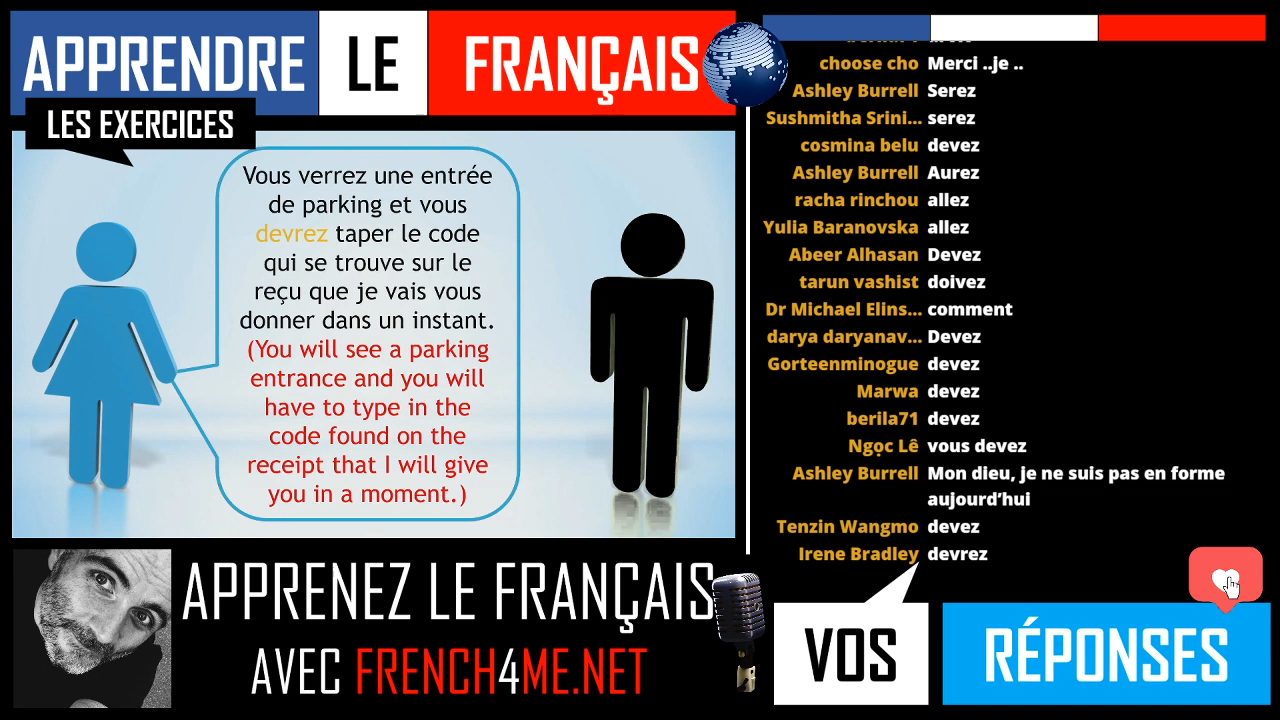 APPRENDRE LE FRANÇAIS
LES EXERCICES
Vous verrez une entrée
de parking et vous
devrez taper le code
qui se trouve sur le
reçu que je vais vous
donner dans un instant.
(You will see a parking
entrance and you will
have to type in the
code found on the
receipt that I will give
you in a moment.)
APPRENEZ LE FRANÇAIS
AVEC FRENCH4ME.NET
choose cho Merci ..je ..
Ashley Burrell Serez
Sushmitha Srini... serez
cosmina belu devez
Ashley Burrell Aurez
racha rinchou allez
Yulia Baranovska allez
Abeer Alhasan Devez
tarun vashist doivez
Dr Michael Elins... comment
darya daryanav... Devez
Gorteenminogue devez
Marwa devez
berila71 devez
Ngọc Lê vous devez
Ashley Burrell Mon dieu, je ne suis pas en forme
aujourd'hui
Tenzin Wangmo devez
Irene Bradley devrez
VOS RÉPONSES